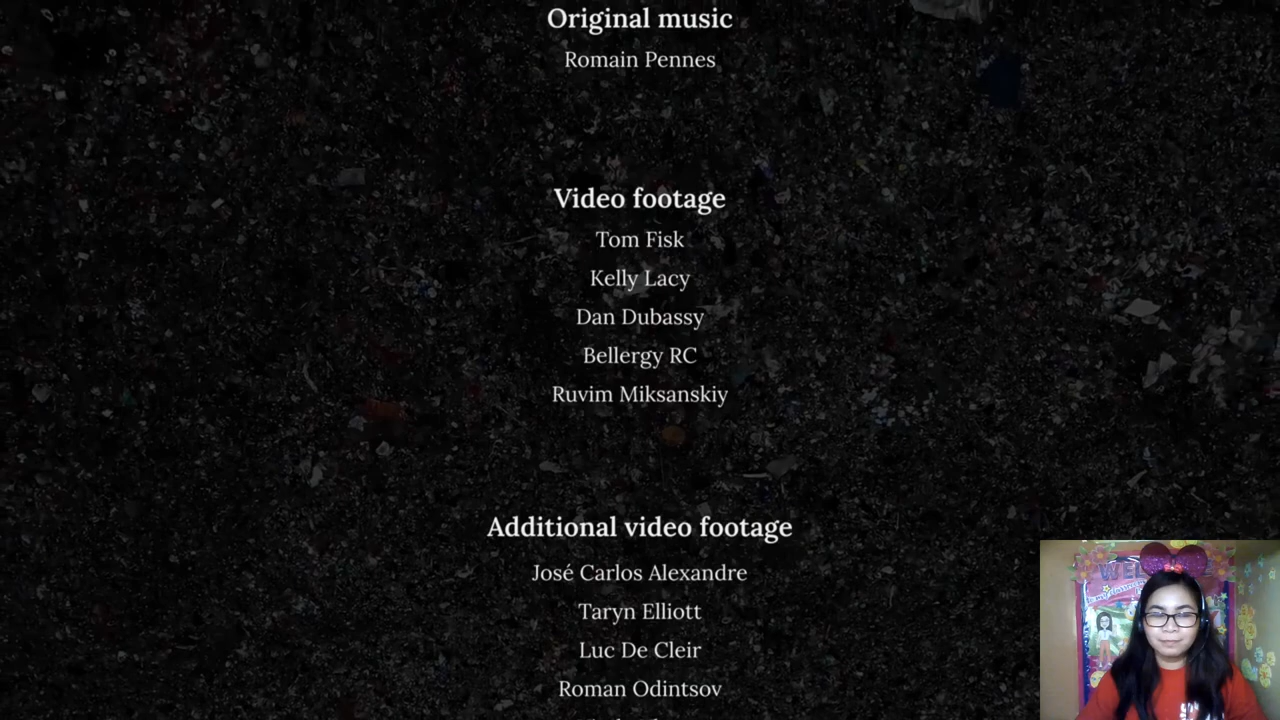 Original music
Romain Pennes
Video footage
Tom Fisk
Kelly Lacy
Dan Dubassy
Bellergy RC
Ruvim Miksanskiy
Additional video footage
José Carlos Alexandre
Taryn Elliott
Luc De Cleir
Roman Odintsov